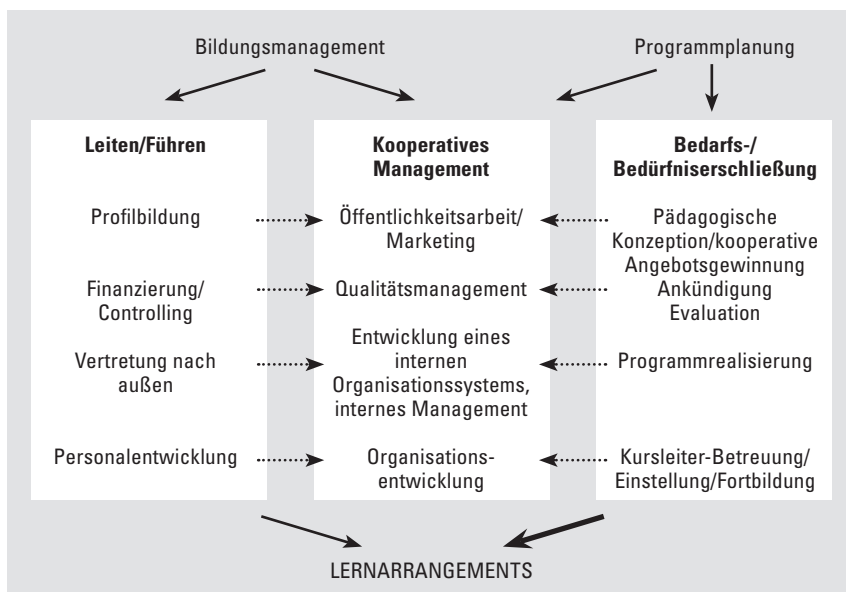 Bildungsmanagement
Programmplanung
Leiten/Führen
Profilbildung
Finanzierung/
Controlling
Vertretung nach
außen
Personalentwicklung
Kooperatives
Management
Öffentlichkeitsarbeit/
Marketing
Qualitätsmanagement
Entwicklung eines
internen
Organisationssystems,
internes Management
Organisations-
entwicklung
Bedarfs-/
Bedürfniserschließung
Pädagogische
Konzeption/kooperative
Angebotsgewinnung
Ankündigung
Evaluation
Programmrealisierung
Kursleiter-Betreuung/
Einstellung/Fortbildung
LERNARRANGEMENTS